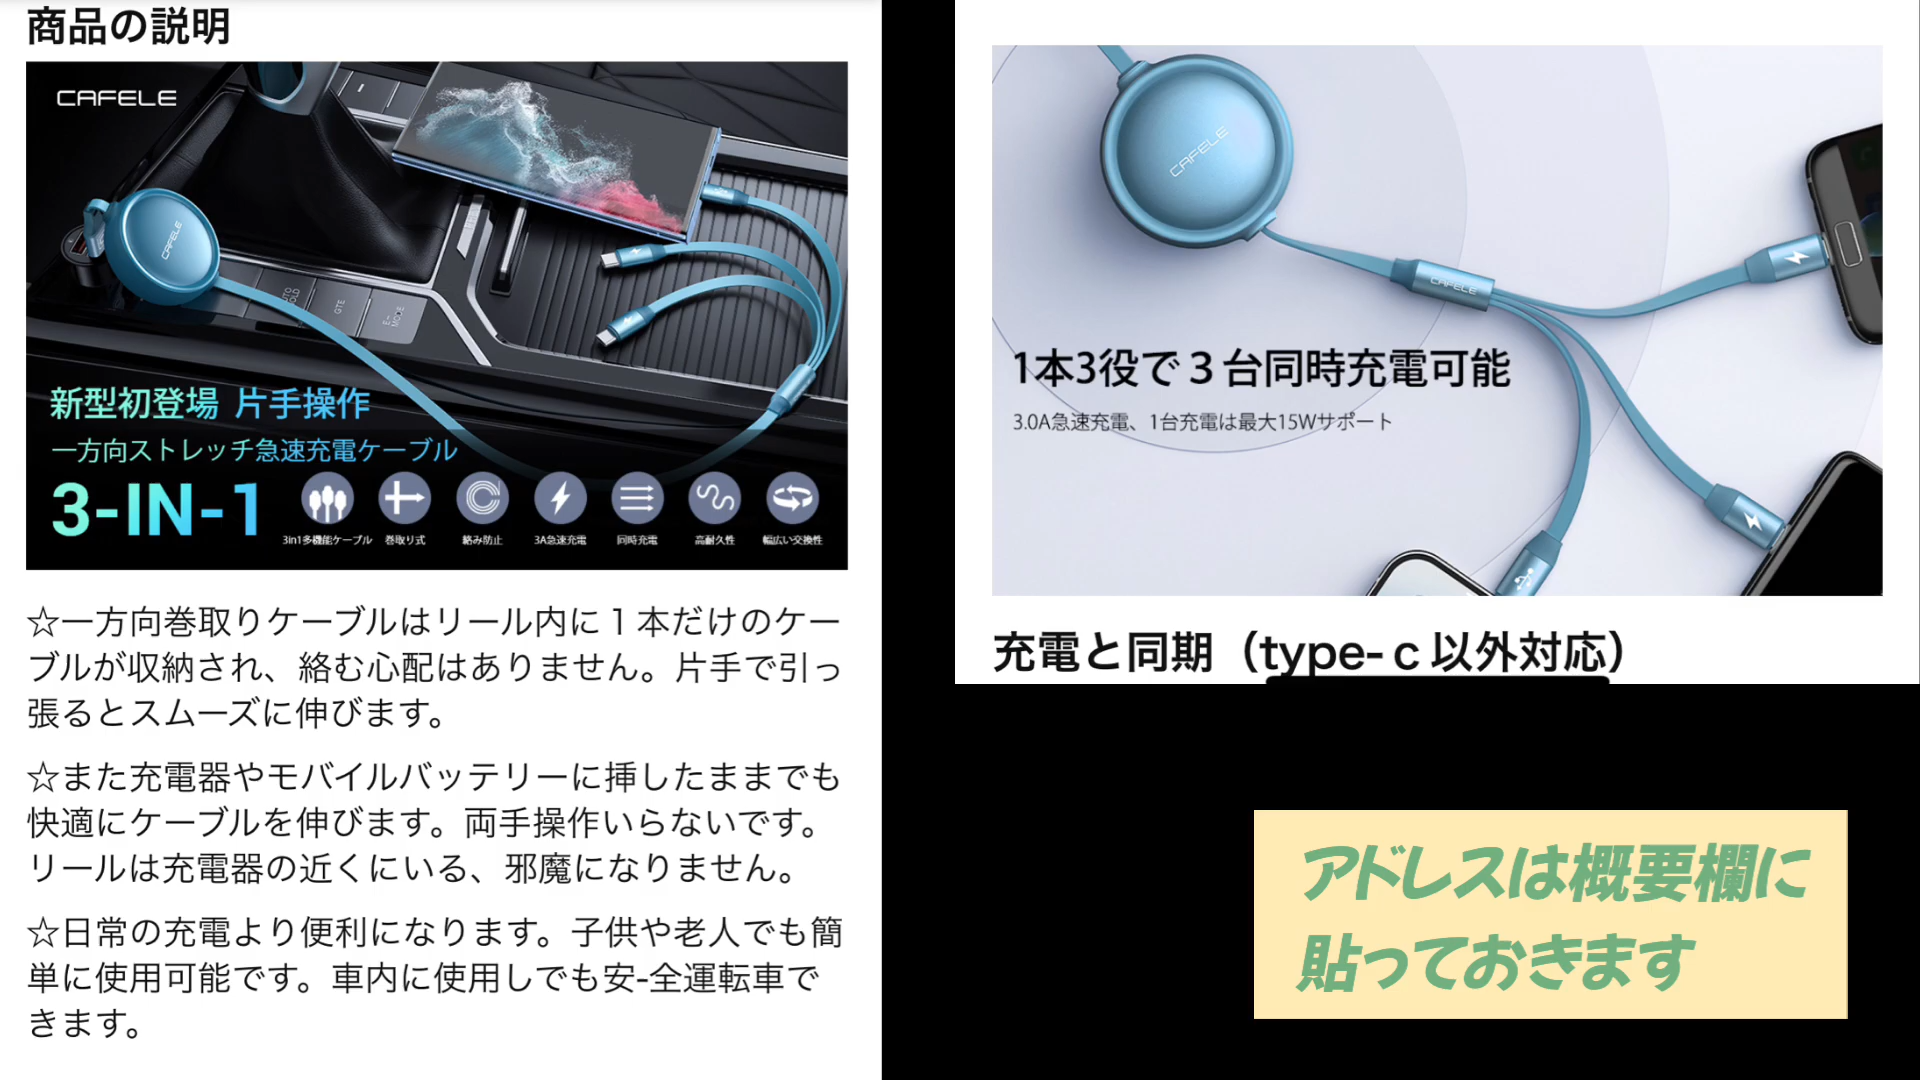 商品の説明
CAFELE
CAFELE
新型初登場 片手操作
一方向ストレッチ急速充電ケーブル
3-IN-1
3in1多機能ケーブル 巻取り式 絡み防止 3A急速充電 同時充電 高耐久性 幅広い交換性
☆一方向巻取りケーブルはリール内に１本だけのケー
ブルが収納され、絡む心配はありません。片手で引っ
張るとスムーズに伸びます。
☆また充電器やモバイルバッテリーに挿したままでも
快適にケーブルを伸びます。両手操作いらないです。
リールは充電器の近くにいる、邪魔になりません。
☆日常の充電より便利になります。子供や老人でも簡
単に使用可能です。車内に使用しでも安-全運転車で
きます。
CAFELE
CAFELE
1本3役で３台同時充電可能
3.0A急速充電、1台充電は最大15Wサポート
充電と同期（type-ｃ以外対応）
アドレスは概要欄に
貼っておきます